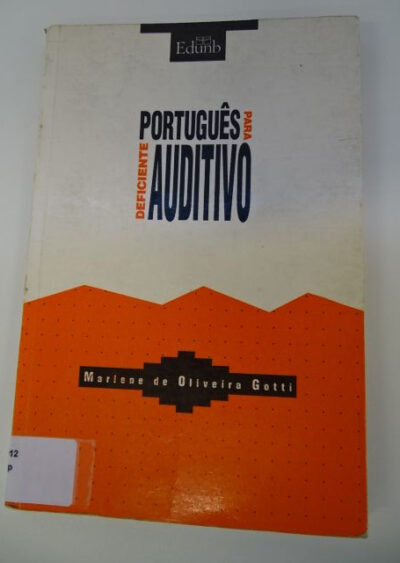 Edunb
PORTUGUÊS
PARA
DEFICIENTE
AUDITIVO
Marlene de Oliveira Gotti
12
p